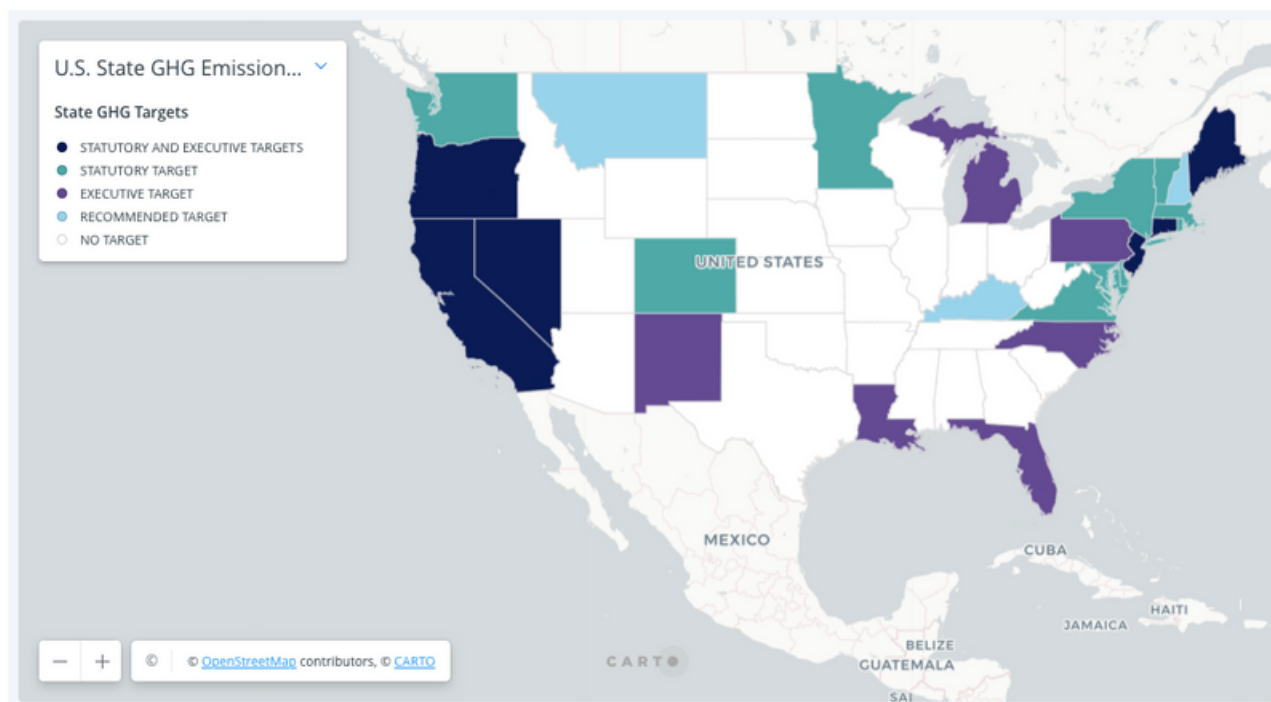 U.S. State GHG Emission...
State GHG Targets
STATUTORY AND EXECUTIVE TARGETS
STATUTORY TARGET
EXECUTIVE TARGET
RECOMMENDED TARGET
NO TARGET
UNITED STATES
MEXICO
CUBA
HAITI
JAMAICA
BELIZE
GUATEMALA
SAI
− + © © OpenStreetMap contributors, © CARTO
CARTO